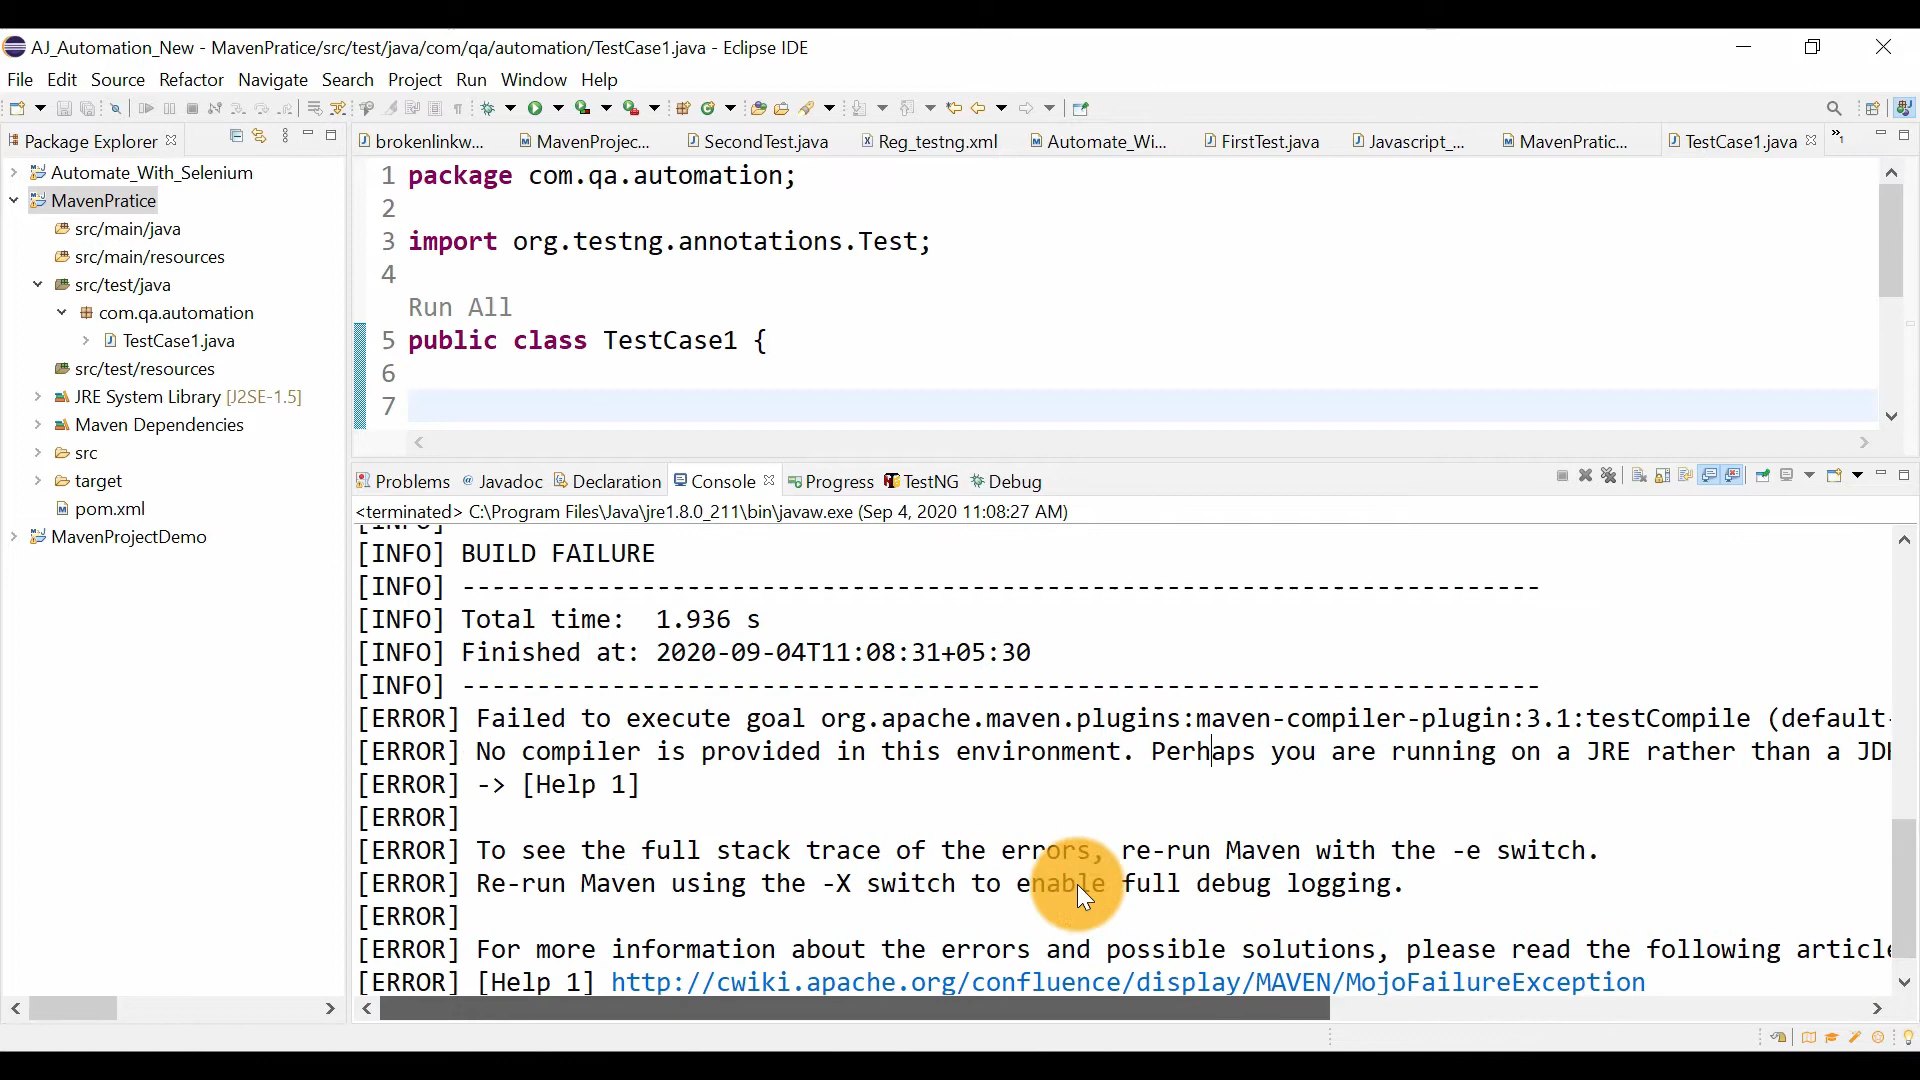 AJ_Automation_New - MavenPratice/src/test/java/com/qa/automation/TestCase1.java - Eclipse IDE
File Edit Source Refactor Navigate Search Project Run Window Help
Package Explorer
Automate_With_Selenium
MavenPratice
src/main/java
src/main/resources
src/test/java
com.qa.automation
TestCase1.java
src/test/resources
JRE System Library [J2SE-1.5]
Maven Dependencies
src
target
pom.xml
MavenProjectDemo
brokenlinkw... MavenProjec... SecondTest.java Reg_testng.xml Automate_Wi... FirstTest.java Javascript_... MavenPratic... TestCase1.java »1
1 package com.qa.automation;
2
3 import org.testng.annotations.Test;
4
Run All
5 public class TestCase1 {
6
7
Problems Javadoc Declaration Console Progress TestNG Debug
<terminated> C:\Program Files\Java\jre1.8.0_211\bin\javaw.exe (Sep 4, 2020 11:08:27 AM)
[INFO]
[INFO] BUILD FAILURE
[INFO] ------------------------------------------------------------------------
[INFO] Total time:  1.936 s
[INFO] Finished at: 2020-09-04T11:08:31+05:30
[INFO] ------------------------------------------------------------------------
[ERROR] Failed to execute goal org.apache.maven.plugins:maven-compiler-plugin:3.1:testCompile (default-
[ERROR] No compiler is provided in this environment. Perhaps you are running on a JRE rather than a JD
[ERROR] -> [Help 1]
[ERROR]
[ERROR] To see the full stack trace of the errors, re-run Maven with the -e switch.
[ERROR] Re-run Maven using the -X switch to enable full debug logging.
[ERROR]
[ERROR] For more information about the errors and possible solutions, please read the following article
[ERROR] [Help 1] http://cwiki.apache.org/confluence/display/MAVEN/MojoFailureException